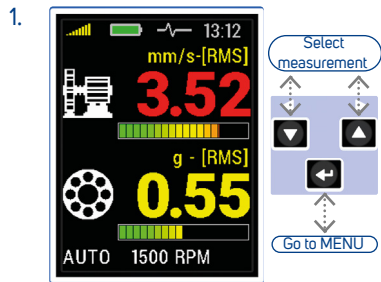 1.
13:12
mm/s-[RMS]
3.52
g - [RMS]
0.55
AUTO 1500 RPM
Select
measurement
Go to MENU